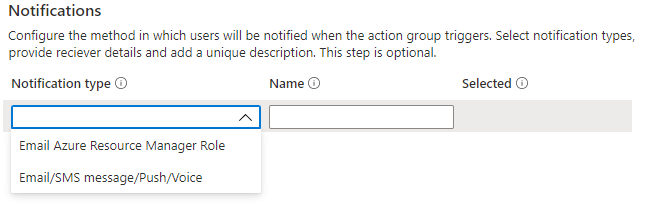 Notifications
Configure the method in which users will be notified when the action group triggers. Select notification types,
provide reciever details and add a unique description. This step is optional.
Notification type Name Selected
Email Azure Resource Manager Role
Email/SMS message/Push/Voice